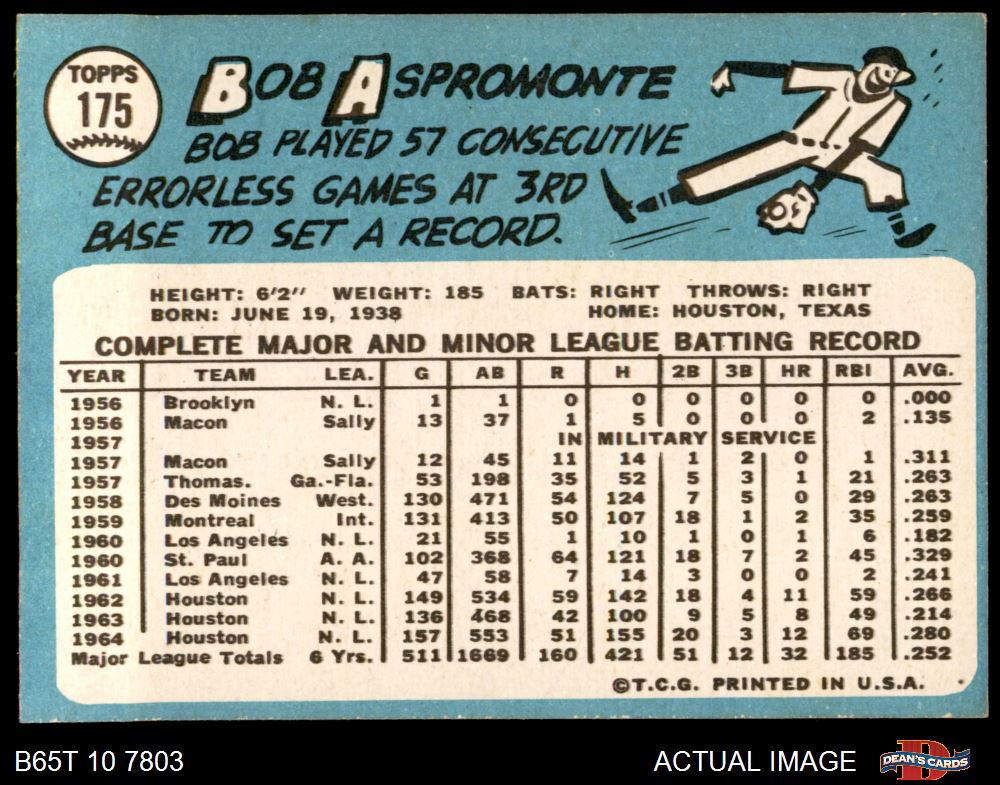 TOPPS
175
BOB ASPROMONTE
BOB PLAYED 57 CONSECUTIVE
ERRORLESS GAMES AT 3RD
BASE TO SET A RECORD.
HEIGHT: 6'2" WEIGHT: 185 BATS: RIGHT THROWS: RIGHT
BORN: JUNE 19, 1938 HOME: HOUSTON, TEXAS
COMPLETE MAJOR AND MINOR LEAGUE BATTING RECORD
YEAR TEAM LEA. G AB R H 2B 3B HR RBI AVG.
1956 Brooklyn N. L. 1 1 0 0 0 0 0 0 .000
1956 Macon Sally 13 37 1 5 0 0 0 2 .135
1957 IN MILITARY SERVICE
1957 Macon Sally 12 45 11 14 1 2 0 1 .311
1957 Thomas. Ga.-Fla. 53 198 35 52 5 3 1 21 .263
1958 Des Moines West. 130 471 54 124 7 5 0 29 .263
1959 Montreal Int. 131 413 50 107 18 1 2 35 .259
1960 Los Angeles N. L. 21 55 1 10 1 0 1 6 .182
1960 St. Paul A. A. 102 368 64 121 18 7 2 45 .329
1961 Los Angeles N. L. 47 58 7 14 3 0 0 2 .241
1962 Houston N. L. 149 534 59 142 18 4 11 59 .266
1963 Houston N. L. 136 468 42 100 9 5 8 49 .214
1964 Houston N. L. 157 553 51 155 20 3 12 69 .280
Major League Totals 6 Yrs. 511 1669 160 421 51 12 32 185 .252
©T.C.G. PRINTED IN U.S.A.
B65T 10 7803 ACTUAL IMAGE DEAN'S CARDS